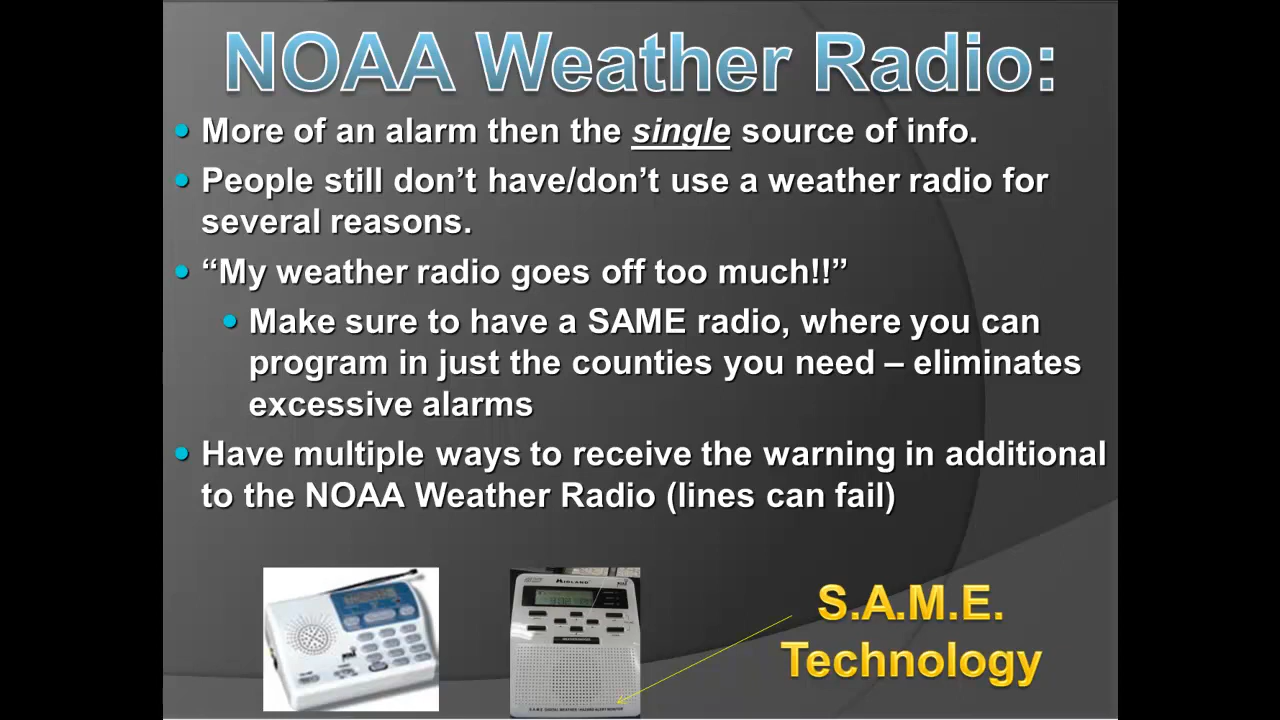 NOAA Weather Radio:
• More of an alarm then the single source of info.
• People still don’t have/don’t use a weather radio for
several reasons.
• “My weather radio goes off too much!!”
• Make sure to have a SAME radio, where you can
program in just the counties you need – eliminates
excessive alarms
• Have multiple ways to receive the warning in additional
to the NOAA Weather Radio (lines can fail)
MIDLAND
S.A.M.E.
Technology